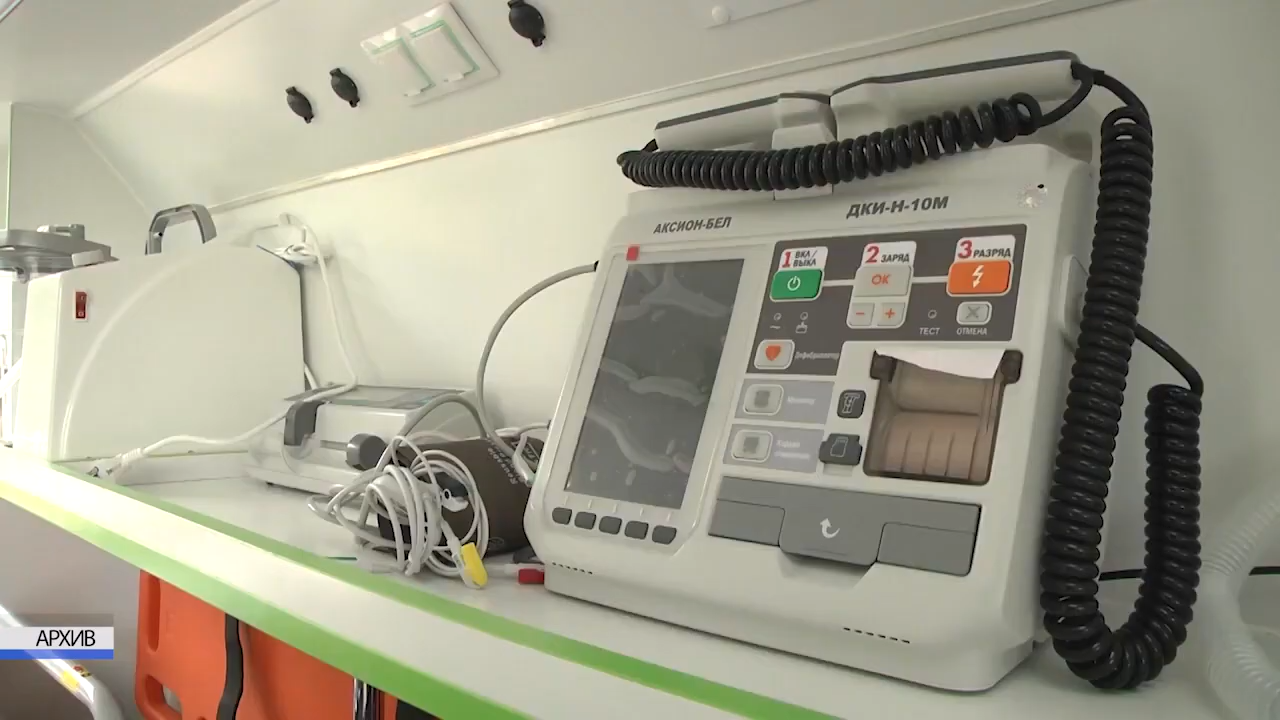 АКСИОН-БЕЛ
ДКИ-Н-10М
1 ВКЛ/
ВЫКЛ
2 ЗАРЯД
3 РАЗРЯД
OK
ТЕСТ
ОТМЕНА
Дефибриллятор
АРХИВ